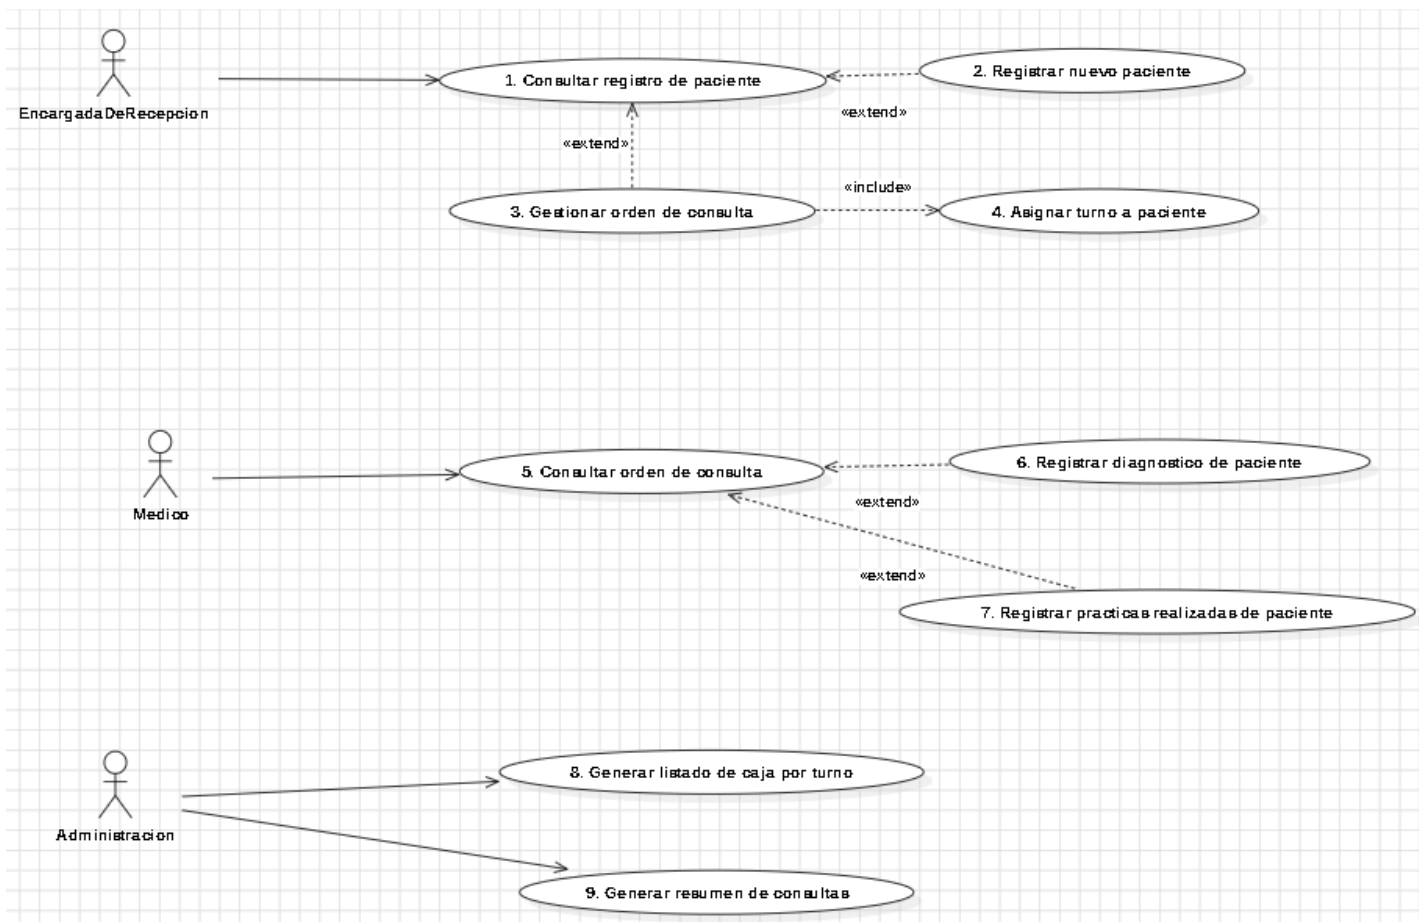 1. Consultar registro de paciente
2. Registrar nuevo paciente
EncargadaDeRecepcion
«extend»
«extend»
«include»
3. Gestionar orden de consulta
4. Asignar turno a paciente
5. Consultar orden de consulta
6. Registrar diagnostico de paciente
Medico
«extend»
«extend»
7. Registrar practicas realizadas de paciente
8. Generar listado de caja por turno
Administracion
9. Generar resumen de consultas